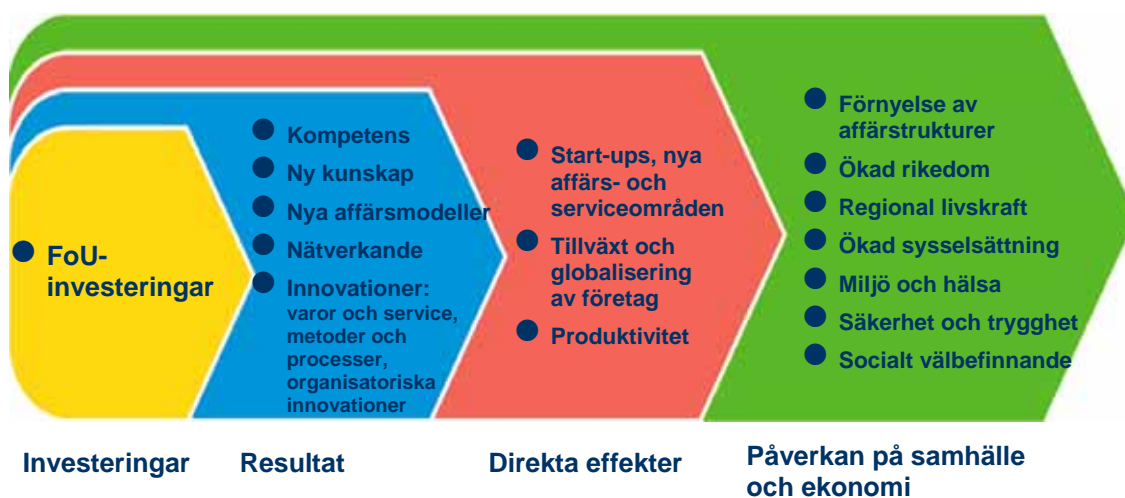 ● FoU-
investeringar
● Kompetens
● Ny kunskap
● Nya affärsmodeller
● Nätverkande
● Innovationer:
varor och service,
metoder och
processer,
organisatoriska
innovationer
● Start-ups, nya
affärs- och
serviceområden
● Tillväxt och
globalisering
av företag
● Produktivitet
● Förnyelse av
affärstrukturer
● Ökad rikedom
● Regional livskraft
● Ökad sysselsättning
● Miljö och hälsa
● Säkerhet och trygghet
● Socialt välbefinnande
Investeringar
Resultat
Direkta effekter
Påverkan på samhälle
och ekonomi